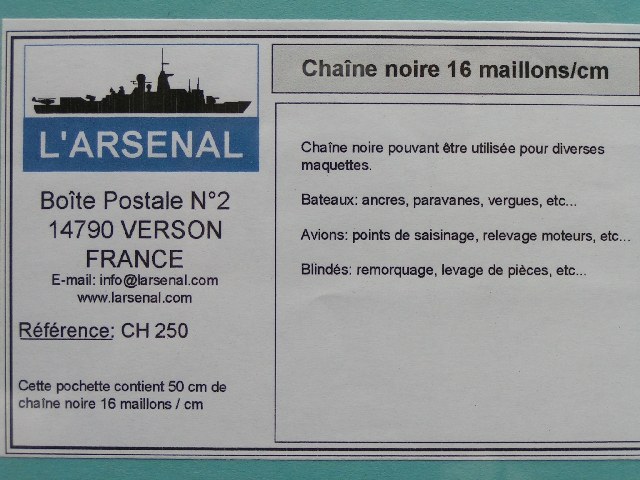 L'ARSENAL
Boîte Postale N°2
14790 VERSON
FRANCE
E-mail: info@larsenal.com
www.larsenal.com
Référence: CH 250
Cette pochette contient 50 cm de
chaîne noire 16 maillons / cm
Chaîne noire 16 maillons/cm
Chaîne noire pouvant être utilisée pour diverses
maquettes.
Bateaux: ancres, paravanes, vergues, etc...
Avions: points de saisinage, relevage moteurs, etc...
Blindés: remorquage, levage de pièces, etc...